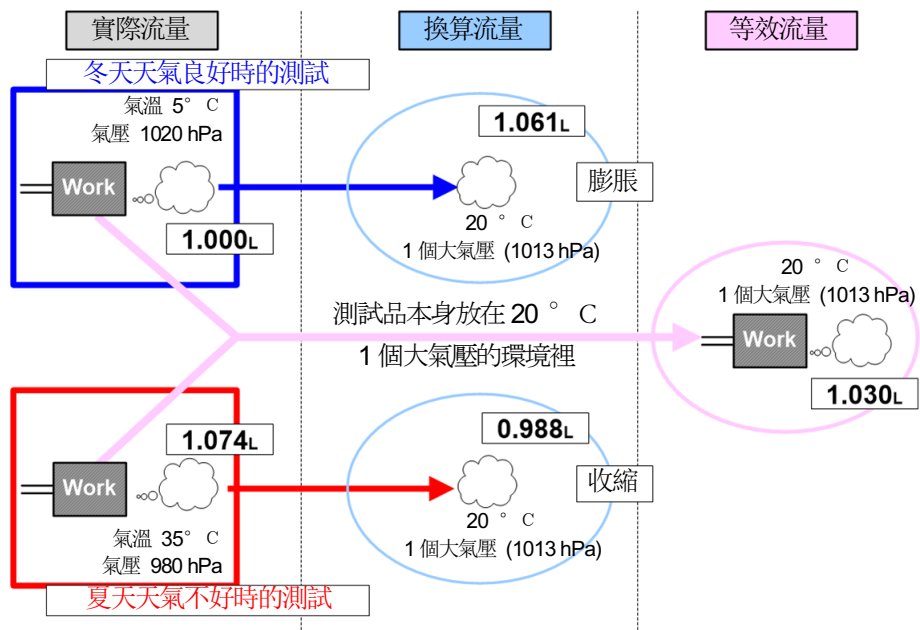 實際流量
換算流量
等效流量
冬天天氣良好時的測試
氣溫 5° C
氣壓 1020 hPa
Work
1.000L
1.061L
膨脹
20 ° C
1 個大氣壓 (1013 hPa)
測試品本身放在 20 ° C
1 個大氣壓的環境裡
20 ° C
1 個大氣壓 (1013 hPa)
Work
1.030L
1.074L
Work
氣溫 35° C
氣壓 980 hPa
夏天天氣不好時的測試
0.988L
收縮
20 ° C
1 個大氣壓 (1013 hPa)